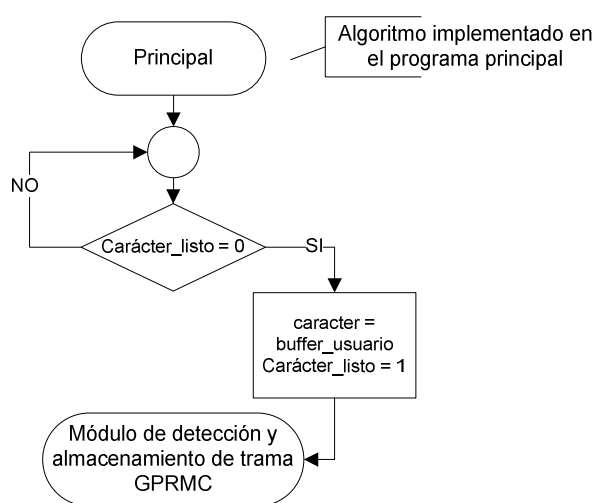 Principal
Algoritmo implementado en
el programa principal
NO
Carácter_listo = 0
SI
caracter =
buffer_usuario
Carácter_listo = 1
Módulo de detección y
almacenamiento de trama
GPRMC